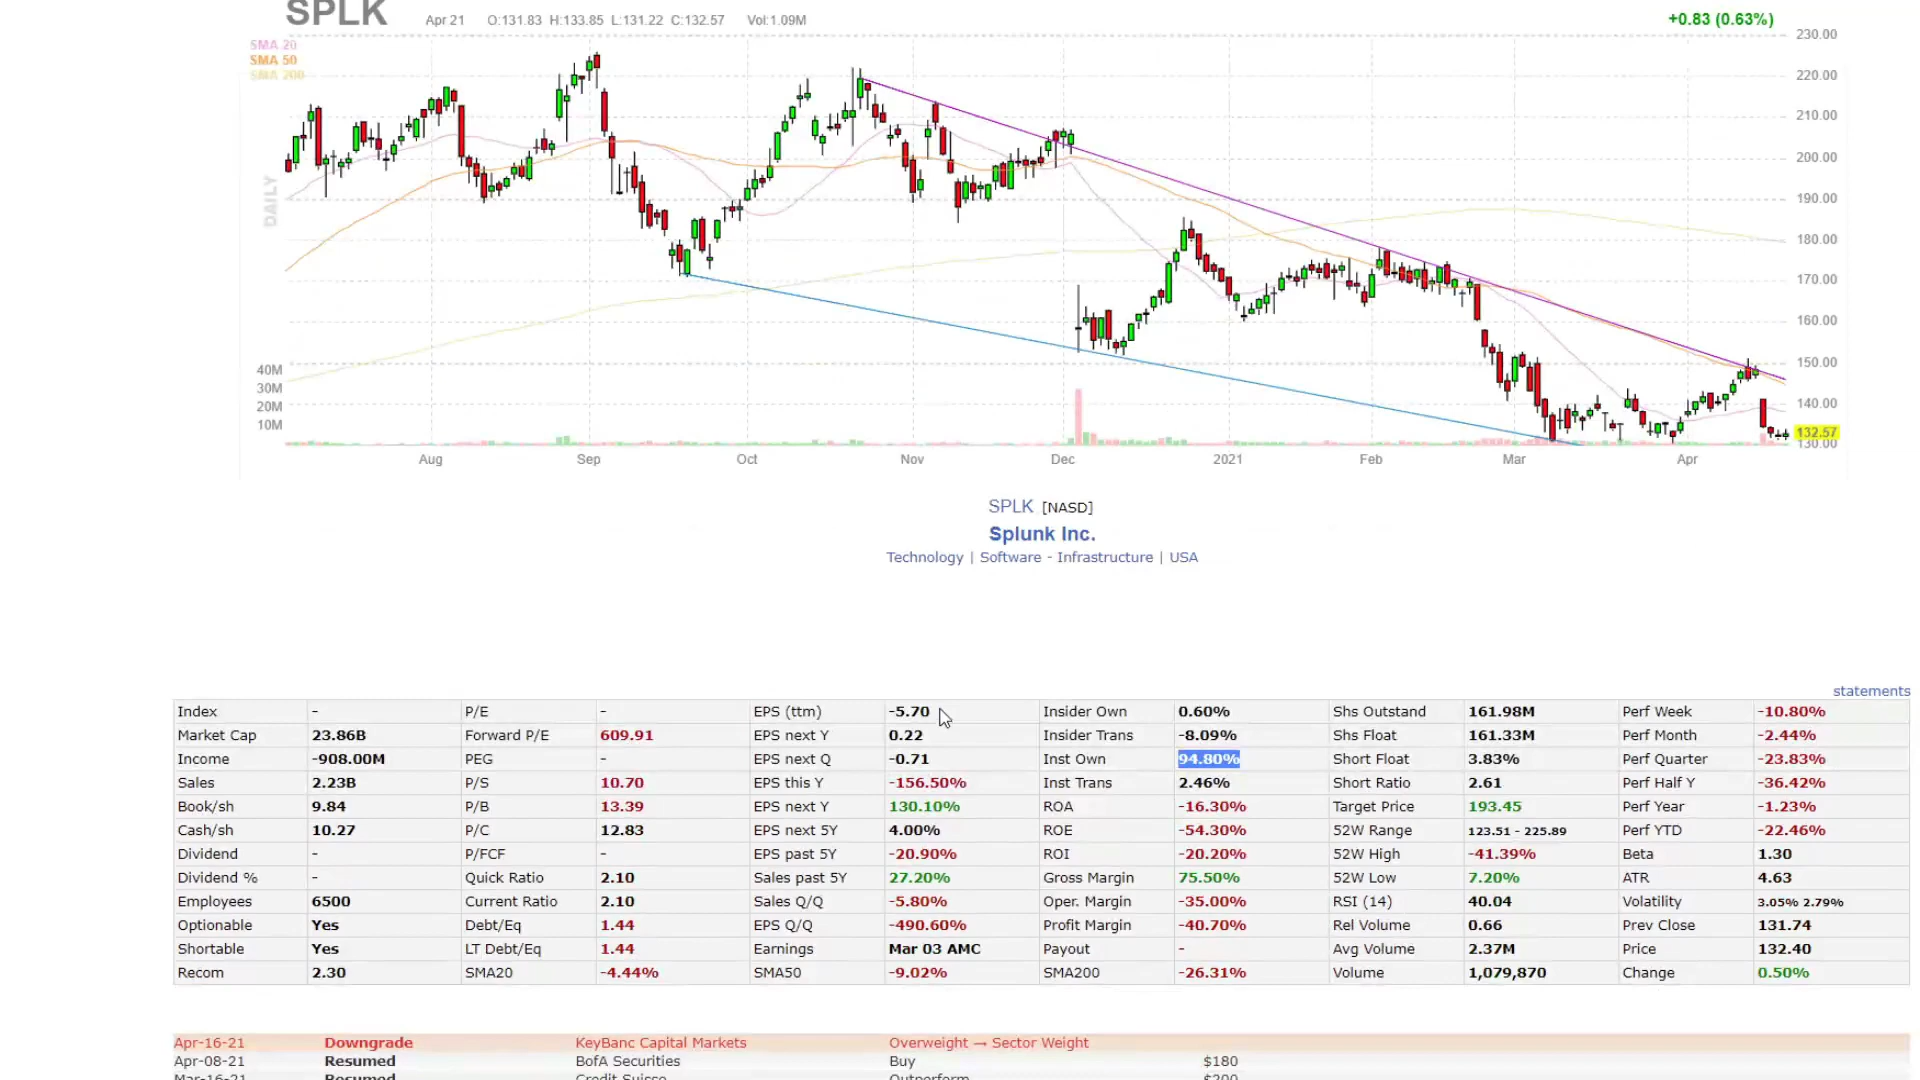 SPLK Apr 21 O:131.83 H:133.85 L:131.22 C:132.57 Vol:1.09M +0.83 (0.63%)
SMA 20
SMA 50
SMA 200
DAILY
230.00
220.00
210.00
200.00
190.00
180.00
170.00
160.00
150.00
140.00
132.57
130.00
40M
30M
20M
10M
Aug Sep Oct Nov Dec 2021 Feb Mar Apr
SPLK [NASD]
Splunk Inc.
Technology | Software - Infrastructure | USA
statements
Index - P/E - EPS (ttm) -5.70 Insider Own 0.60% Shs Outstand 161.98M Perf Week -10.80%
Market Cap 23.86B Forward P/E 609.91 EPS next Y 0.22 Insider Trans -8.09% Shs Float 161.33M Perf Month -2.44%
Income -908.00M PEG - EPS next Q -0.71 Inst Own 94.80% Short Float 3.83% Perf Quarter -23.83%
Sales 2.23B P/S 10.70 EPS this Y -156.50% Inst Trans 2.46% Short Ratio 2.61 Perf Half Y -36.42%
Book/sh 9.84 P/B 13.39 EPS next Y 130.10% ROA -16.30% Target Price 193.45 Perf Year -1.23%
Cash/sh 10.27 P/C 12.83 EPS next 5Y 4.00% ROE -54.30% 52W Range 123.51 - 225.89 Perf YTD -22.46%
Dividend - P/FCF - EPS past 5Y -20.90% ROI -20.20% 52W High -41.39% Beta 1.30
Dividend % - Quick Ratio 2.10 Sales past 5Y 27.20% Gross Margin 75.50% 52W Low 7.20% ATR 4.63
Employees 6500 Current Ratio 2.10 Sales Q/Q -5.80% Oper. Margin -35.00% RSI (14) 40.04 Volatility 3.05% 2.79%
Optionable Yes Debt/Eq 1.44 EPS Q/Q -490.60% Profit Margin -40.70% Rel Volume 0.66 Prev Close 131.74
Shortable Yes LT Debt/Eq 1.44 Earnings Mar 03 AMC Payout - Avg Volume 2.37M Price 132.40
Recom 2.30 SMA20 -4.44% SMA50 -9.02% SMA200 -26.31% Volume 1,079,870 Change 0.50%
Apr-16-21 Downgrade KeyBanc Capital Markets Overweight → Sector Weight
Apr-08-21 Resumed BofA Securities Buy $180
Mar-16-21 Resumed Credit Suisse Outperform $200